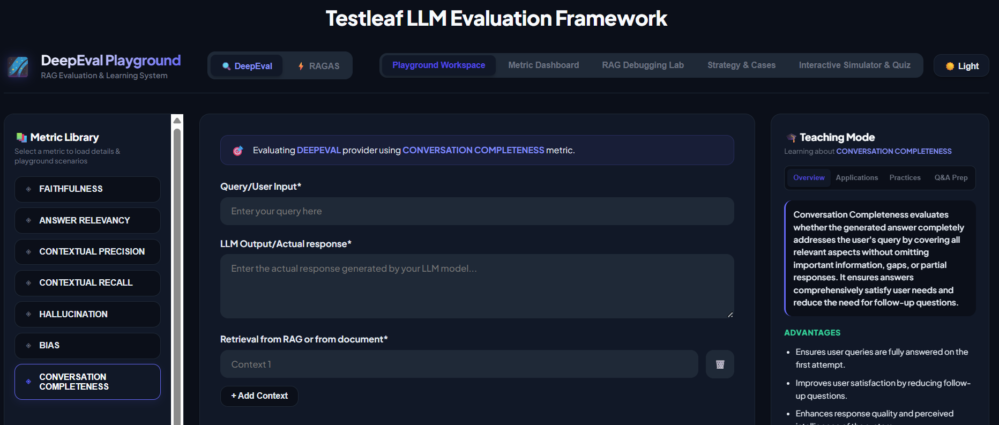 Testleaf LLM Evaluation Framework
DeepEval Playground
RAG Evaluation & Learning System
DeepEval
RAGAS
Playground Workspace
Metric Dashboard
RAG Debugging Lab
Strategy & Cases
Interactive Simulator & Quiz
Light
Metric Library
Select a metric to load details &
playground scenarios
FAITHFULNESS
ANSWER RELEVANCY
CONTEXTUAL PRECISION
CONTEXTUAL RECALL
HALLUCINATION
BIAS
CONVERSATION
COMPLETENESS
Evaluating DEEPEVAL provider using CONVERSATION COMPLETENESS metric.
Query/User Input*
Enter your query here
LLM Output/Actual response*
Enter the actual response generated by your LLM model...
Retrieval from RAG or from document*
Context 1
+ Add Context
Teaching Mode
Learning about CONVERSATION COMPLETENESS
Overview
Applications
Practices
Q&A Prep
Conversation Completeness evaluates
whether the generated answer completely
addresses the user's query by covering all
relevant aspects without omitting
important information, gaps, or partial
responses. It ensures answers
comprehensively satisfy user needs and
reduce the need for follow-up questions.
ADVANTAGES
• Ensures user queries are fully answered on the
first attempt.
• Improves user satisfaction by reducing follow-
up questions.
• Enhances response quality and perceived